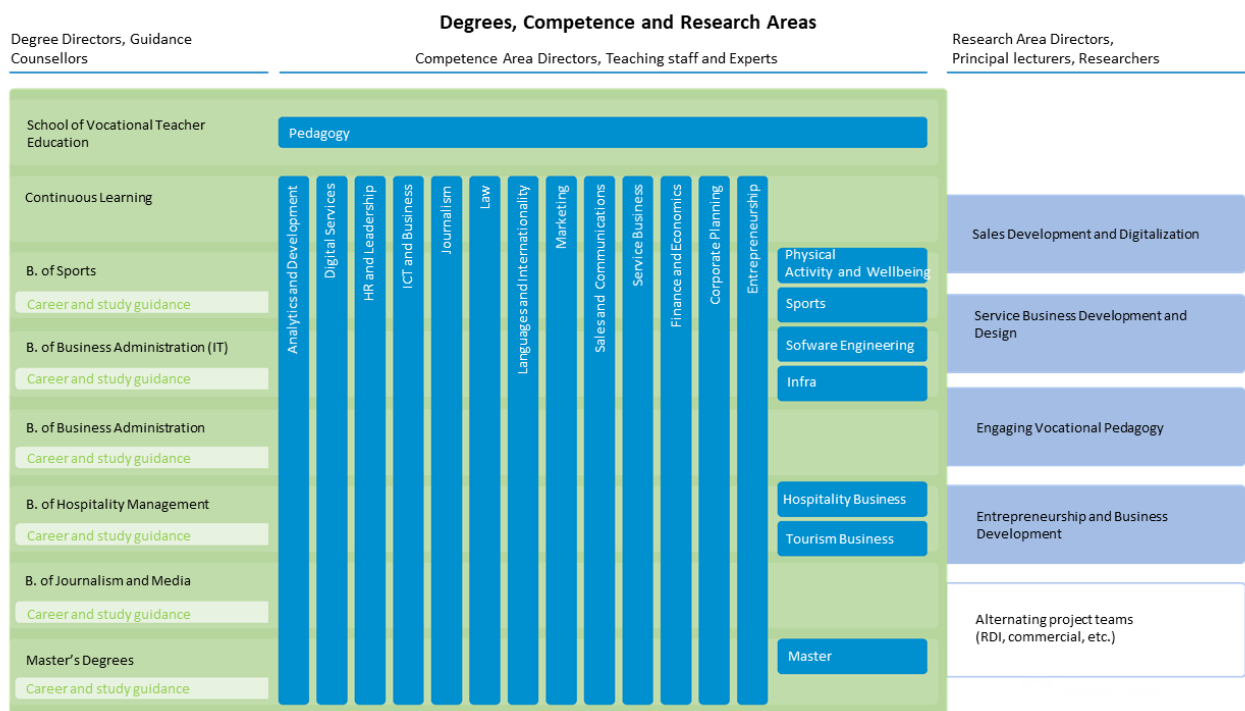 Degrees, Competence and Research Areas
Degree Directors, Guidance
Counsellors
Competence Area Directors, Teaching staff and Experts
Research Area Directors,
Principal lecturers, Researchers
School of Vocational Teacher
Education
Pedagogy
Continuous Learning
B. of Sports
Career and study guidance
B. of Business Administration (IT)
Career and study guidance
B. of Business Administration
Career and study guidance
B. of Hospitality Management
Career and study guidance
B. of Journalism and Media
Career and study guidance
Master's Degrees
Career and study guidance
Analytics and Development
Digital Services
HR and Leadership
ICT and Business
Journalism
Law
Languages and Internationality
Marketing
Sales and Communications
Service Business
Finance and Economics
Corporate Planning
Entrepreneurship
Physical
Activity and Wellbeing
Sports
Sofware Engineering
Infra
Hospitality Business
Tourism Business
Master
Sales Development and Digitalization
Service Business Development and
Design
Engaging Vocational Pedagogy
Entrepreneurship and Business
Development
Alternating project teams
(RDI, commercial, etc.)